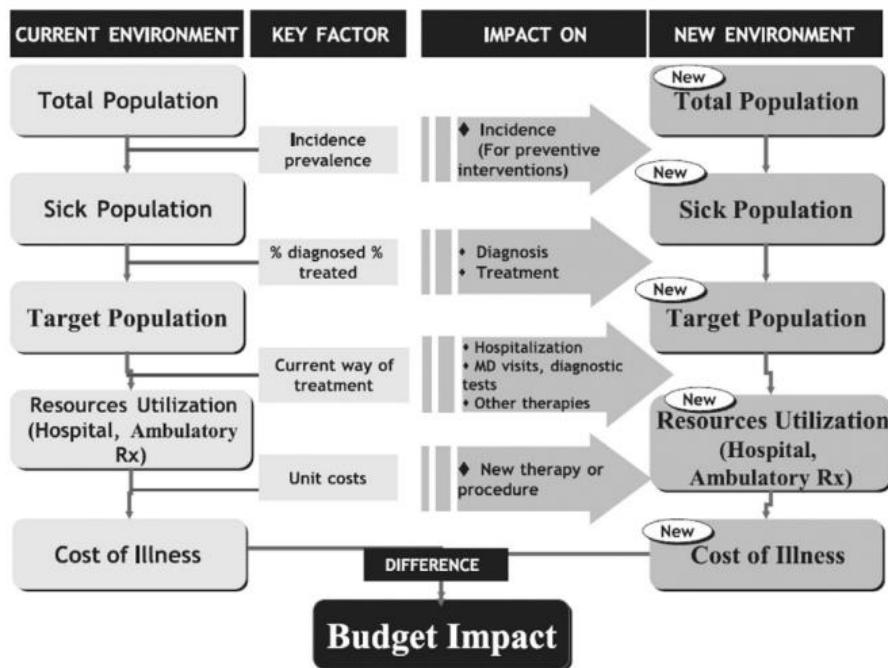 CURRENT ENVIRONMENT
KEY FACTOR
IMPACT ON
NEW ENVIRONMENT
Total Population
New
Total Population
Incidence
prevalence
♦ Incidence
(For preventive
interventions)
Sick Population
New
Sick Population
% diagnosed %
treated
♦ Diagnosis
♦ Treatment
Target Population
New
Target Population
Current way of
treatment
♦ Hospitalization
♦ MD visits, diagnostic
tests
♦ Other therapies
Resources Utilization
(Hospital, Ambulatory
Rx)
New
Resources Utilization
(Hospital,
Ambulatory Rx)
Unit costs
♦ New therapy or
procedure
Cost of Illness
New
Cost of Illness
DIFFERENCE
Budget Impact